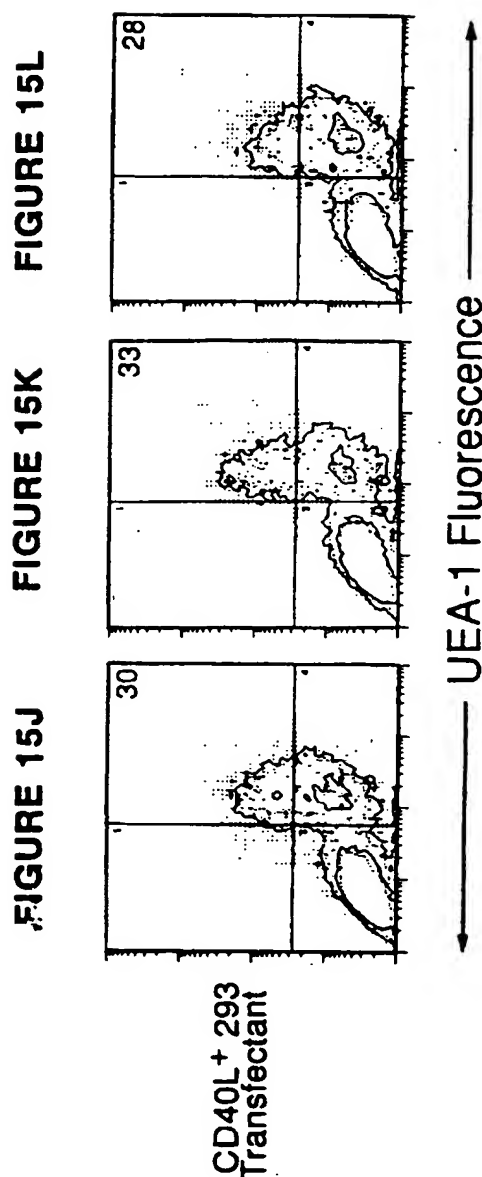 FIGURE 15J
FIGURE 15K
FIGURE 15L
30
33
28
CD40L+ 293
Transfectant
UEA-1 Fluorescence